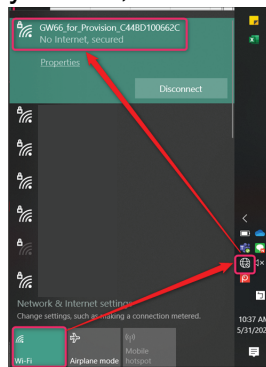 GW66_for_Provision_C44BD100662C
No Internet, secured
Properties
Disconnect
Network & Internet settings
Change settings, such as making a connection metered.
Wi-Fi
Airplane mode
Mobile
hotspot
10:37 AM
5/31/202